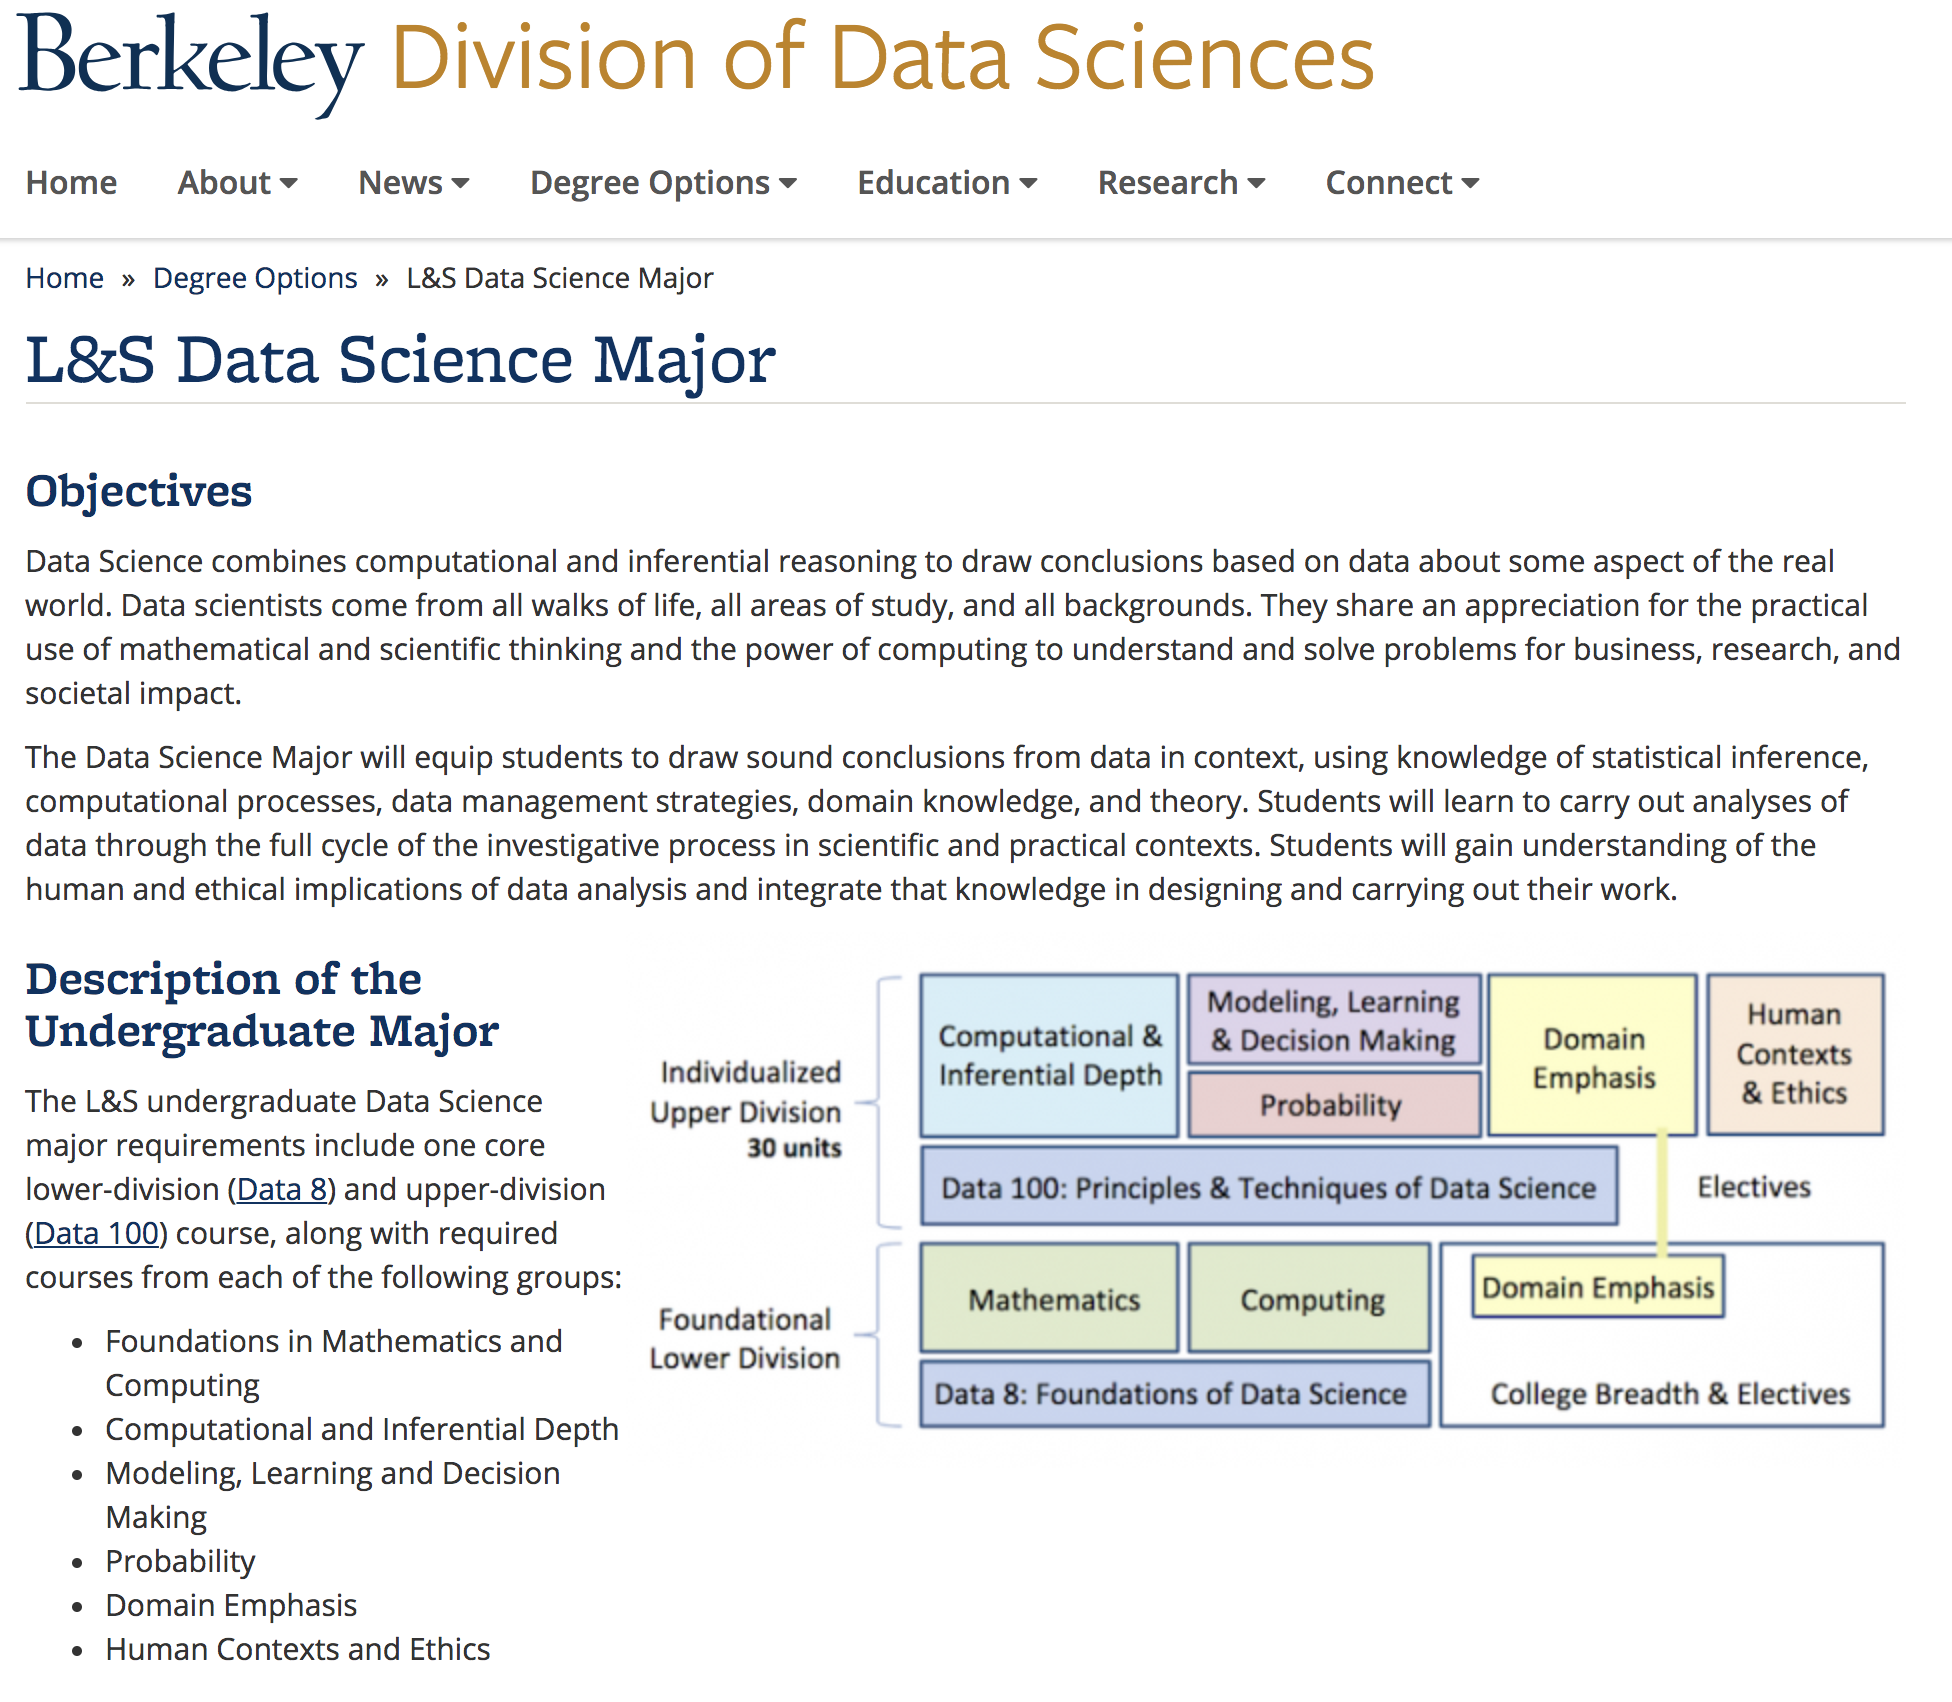 Berkeley Division of Data Sciences
Home About News Degree Options Education Research Connect
Home » Degree Options » L&S Data Science Major
L&S Data Science Major
Objectives
Data Science combines computational and inferential reasoning to draw conclusions based on data about some aspect of the real
world. Data scientists come from all walks of life, all areas of study, and all backgrounds. They share an appreciation for the practical
use of mathematical and scientific thinking and the power of computing to understand and solve problems for business, research, and
societal impact.
The Data Science Major will equip students to draw sound conclusions from data in context, using knowledge of statistical inference,
computational processes, data management strategies, domain knowledge, and theory. Students will learn to carry out analyses of
data through the full cycle of the investigative process in scientific and practical contexts. Students will gain understanding of the
human and ethical implications of data analysis and integrate that knowledge in designing and carrying out their work.
Description of the
Undergraduate Major
The L&S undergraduate Data Science
major requirements include one core
lower-division (Data 8) and upper-division
(Data 100) course, along with required
courses from each of the following groups:
• Foundations in Mathematics and
Computing
• Computational and Inferential Depth
• Modeling, Learning and Decision
Making
• Probability
• Domain Emphasis
• Human Contexts and Ethics
Individualized
Upper Division
30 units
Computational &
Inferential Depth
Modeling, Learning
& Decision Making
Probability
Domain
Emphasis
Human
Contexts
& Ethics
Data 100: Principles & Techniques of Data Science
Electives
Foundational
Lower Division
Mathematics
Computing
Domain Emphasis
Data 8: Foundations of Data Science
College Breadth & Electives